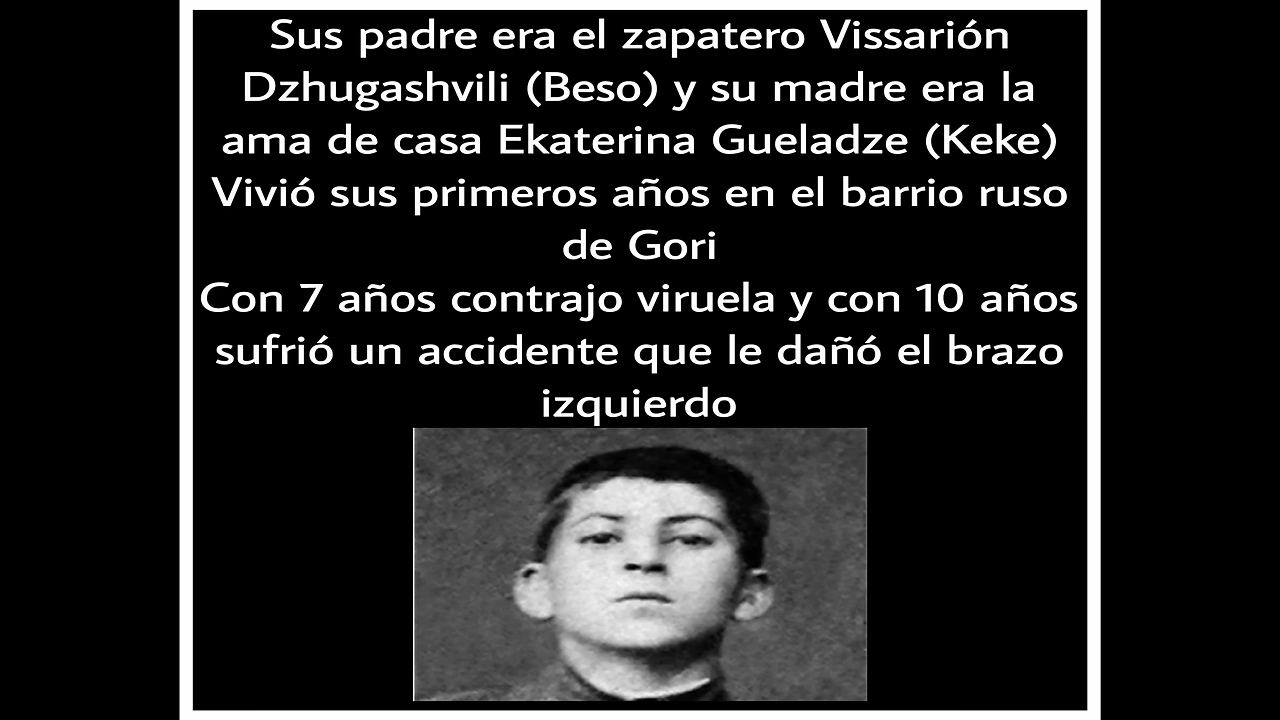 Sus padre era el zapatero Vissarión
Dzhugashvili (Beso) y su madre era la
ama de casa Ekaterina Gueladze (Keke)
Vivió sus primeros años en el barrio ruso
de Gori
Con 7 años contrajo viruela y con 10 años
sufrió un accidente que le dañó el brazo
izquierdo